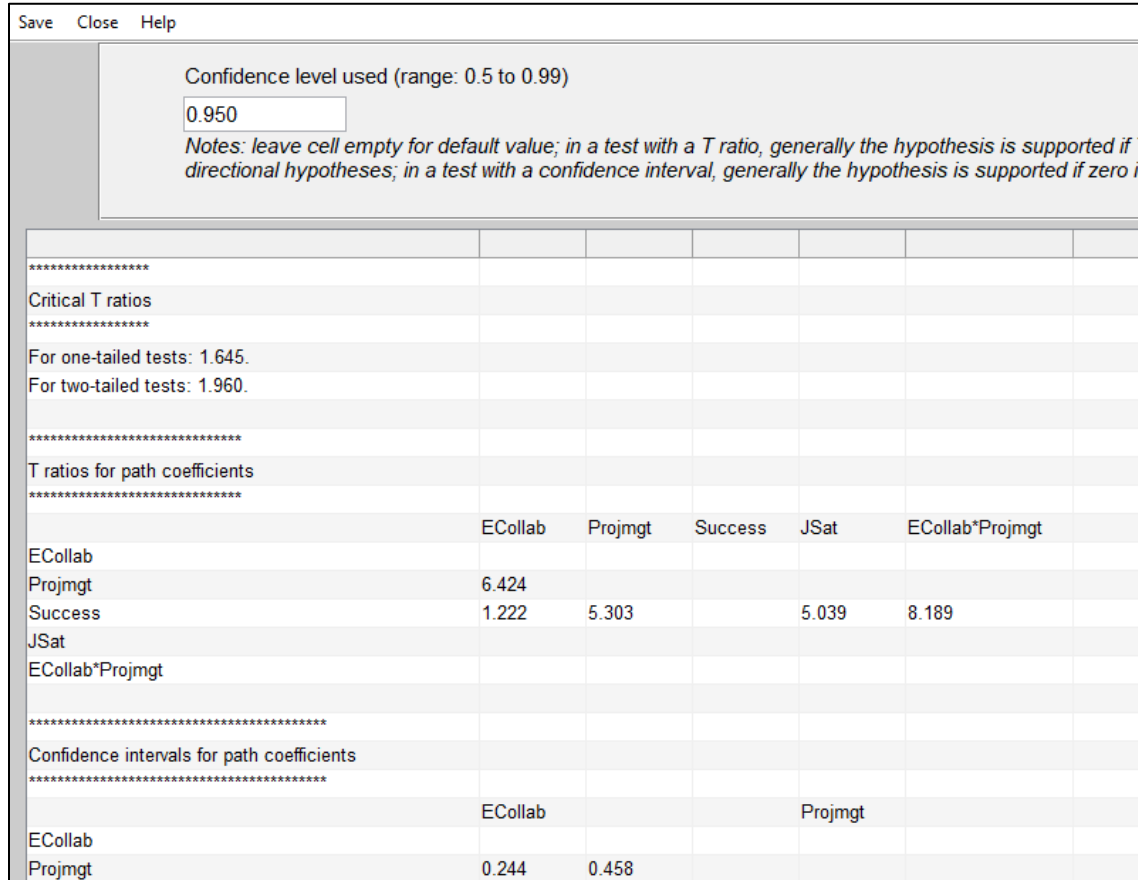 Save Close Help
Confidence level used (range: 0.5 to 0.99)
0.950
Notes: leave cell empty for default value; in a test with a T ratio, generally the hypothesis is supported if
directional hypotheses; in a test with a confidence interval, generally the hypothesis is supported if zero
*****************
Critical T ratios
*****************
For one-tailed tests: 1.645.
For two-tailed tests: 1.960.
******************************
T ratios for path coefficients
******************************
ECollab Projmgt Success JSat ECollab*Projmgt
ECollab
Projmgt 6.424
Success 1.222 5.303 5.039 8.189
JSat
ECollab*Projmgt
******************************************
Confidence intervals for path coefficients
******************************************
ECollab Projmgt
ECollab
Projmgt 0.244 0.458